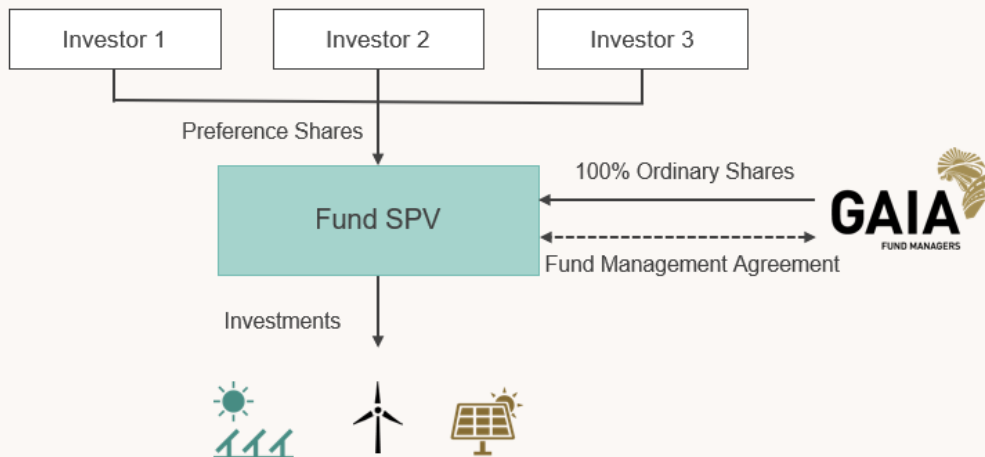 Investor 1
Investor 2
Investor 3
Preference Shares
100% Ordinary Shares
Fund SPV
GAIA
FUND MANAGERS
Fund Management Agreement
Investments